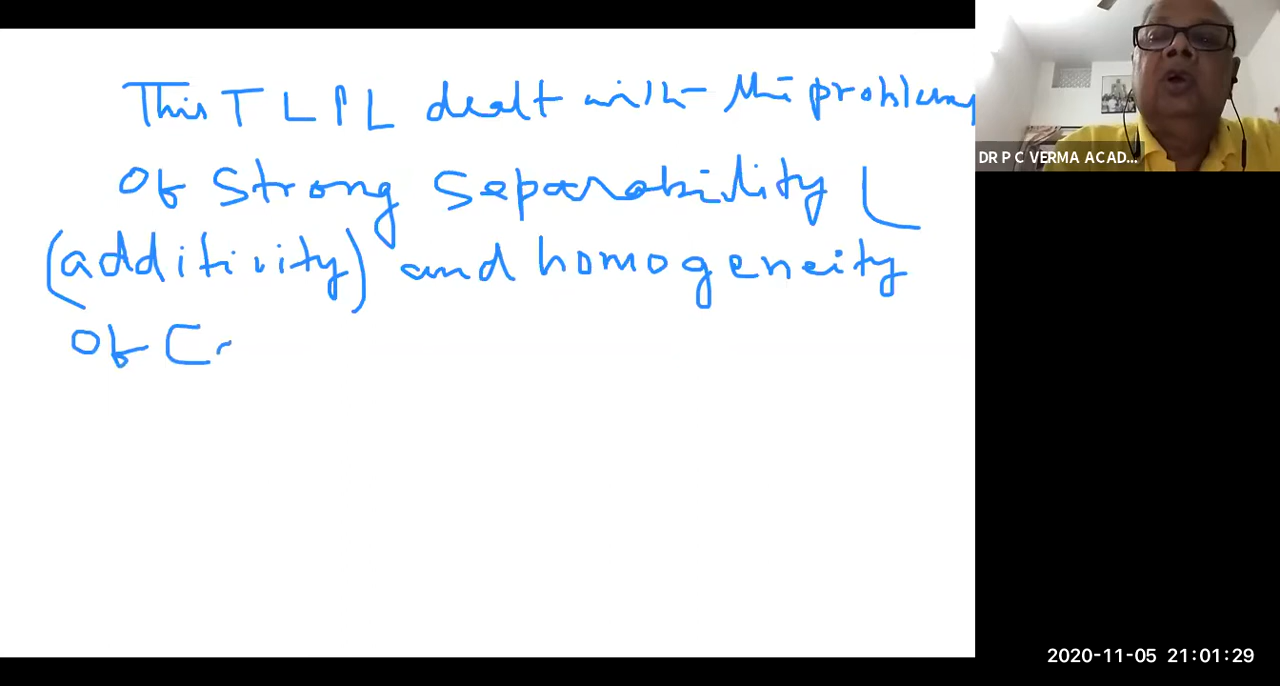 This TLPL dealt with the problem
of strong separability (
(additivity) and homogeneity
of C
DR P C VERMA ACAD...
2020-11-05 21:01:29